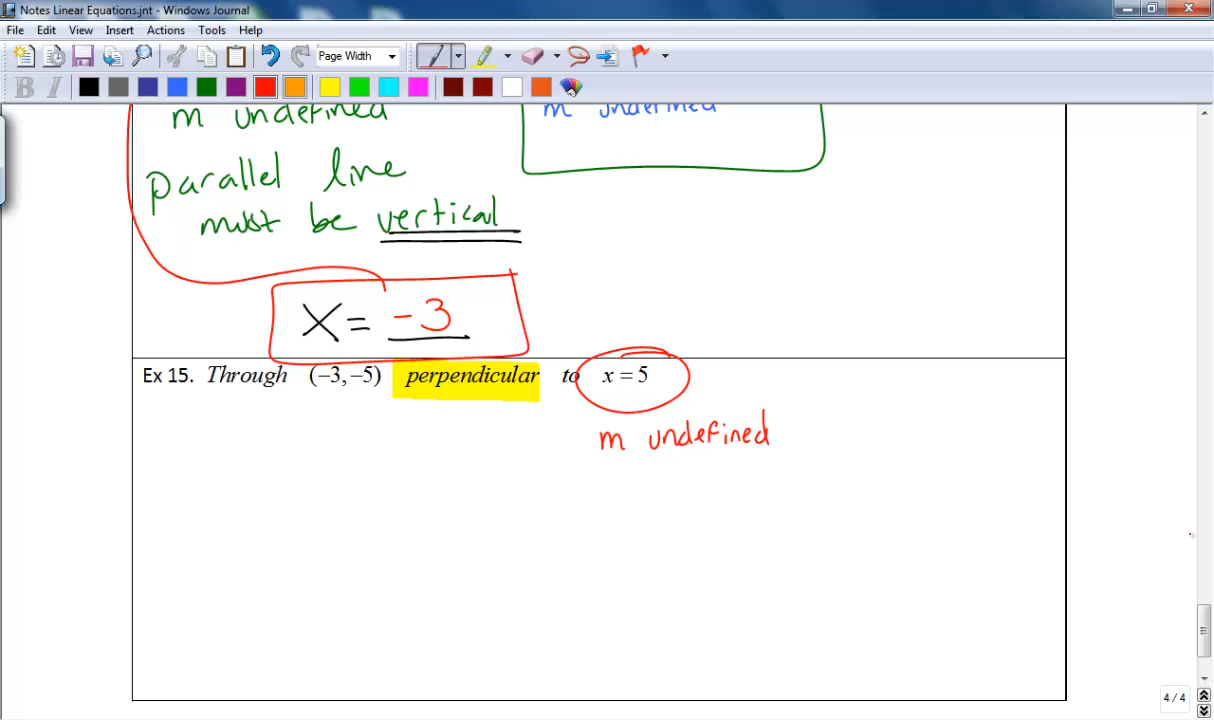 Notes Linear Equations.jnt - Windows Journal
File Edit View Insert Actions Tools Help
Page Width
B I
m undefined
m undefined
parallel line
must be vertical
X = -3
Ex 15. Through (−3,−5) perpendicular to x = 5
m undefined
4 / 4